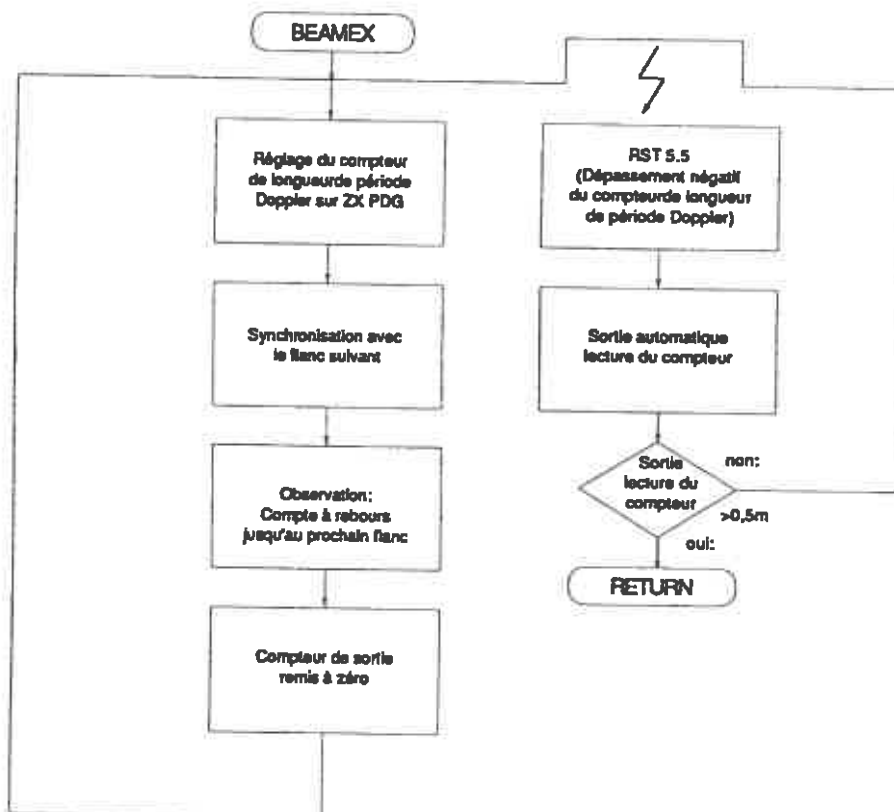 BEAMEX
Réglage du compteur
de longueurde période
Doppler sur ZX PDG
Synchronisation avec
le flanc suivant
Observation:
Compte à rebours
jusqu'au prochain flanc
Compteur de sortie
remis à zéro
RST 5.5
(Dépassement négatif
du compteurde longueur
de période Doppler)
Sortie automatique
lecture du compteur
Sortie
lecture du
compteur
non:
>0,5m
oui:
RETURN